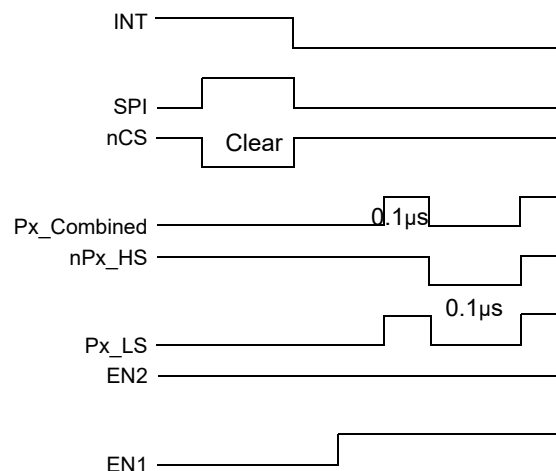 INT
SPI
nCS
Clear
Px_Combined
0.1µs
nPx_HS
0.1µs
Px_LS
EN2
EN1